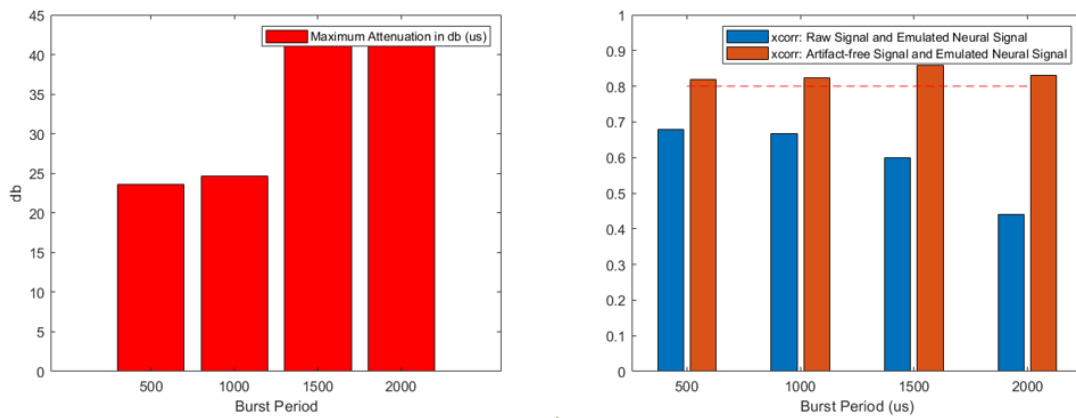 45
40
35
30
25
20
15
10
5
0
db
Maximum Attenuation in db (us)
500 1000 1500 2000
Burst Period
1
0.9
0.8
0.7
0.6
0.5
0.4
0.3
0.2
0.1
0
xcorr: Raw Signal and Emulated Neural Signal
xcorr: Artifact-free Signal and Emulated Neural Signal
500 1000 1500 2000
Burst Period (us)